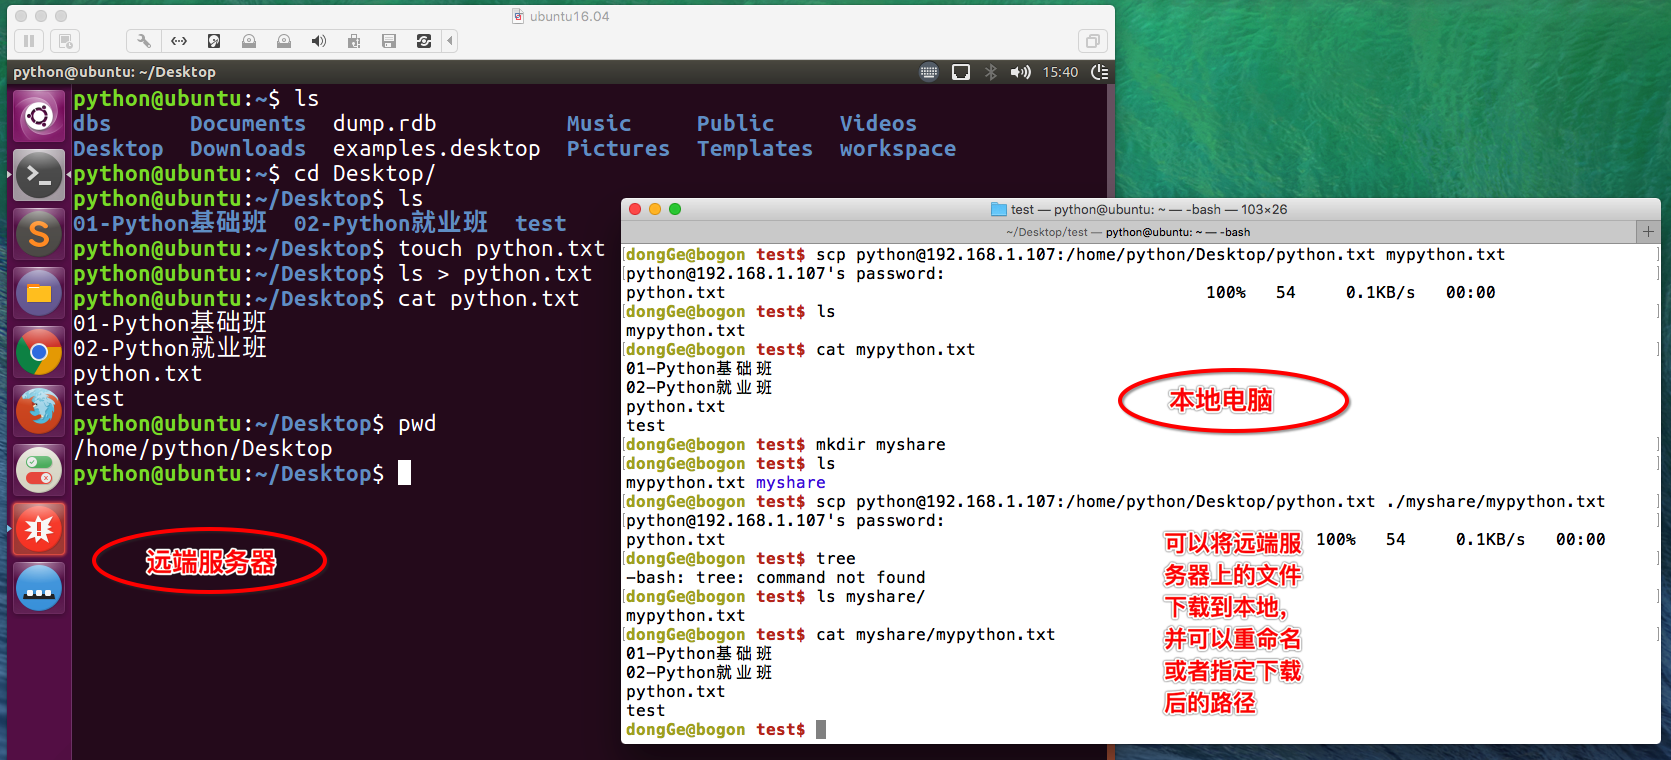 ubuntu16.04
python@ubuntu: ~/Desktop
15:40
python@ubuntu:~$ ls
dbs Documents dump.rdb Music Public Videos
Desktop Downloads examples.desktop Pictures Templates workspace
python@ubuntu:~$ cd Desktop/
python@ubuntu:~/Desktop$ ls
01-Python基础班 02-Python就业班 test
python@ubuntu:~/Desktop$ touch python.txt
python@ubuntu:~/Desktop$ ls > python.txt
python@ubuntu:~/Desktop$ cat python.txt
01-Python基础班
02-Python就业班
python.txt
test
python@ubuntu:~/Desktop$ pwd
/home/python/Desktop
python@ubuntu:~/Desktop$
远端服务器
test — python@ubuntu: ~ — -bash — 103×26
~/Desktop/test — python@ubuntu: ~ — -bash
[dongGe@bogon test$ scp python@192.168.1.107:/home/python/Desktop/python.txt mypython.txt ]
[python@192.168.1.107's password: ]
python.txt 100% 54 0.1KB/s 00:00
[dongGe@bogon test$ ls ]
mypython.txt
[dongGe@bogon test$ cat mypython.txt ]
01-Python基础班
02-Python就业班
python.txt
test
[dongGe@bogon test$ mkdir myshare ]
[dongGe@bogon test$ ls ]
mypython.txt myshare
[dongGe@bogon test$ scp python@192.168.1.107:/home/python/Desktop/python.txt ./myshare/mypython.txt ]
[python@192.168.1.107's password: ]
python.txt 100% 54 0.1KB/s 00:00
[dongGe@bogon test$ tree ]
-bash: tree: command not found
[dongGe@bogon test$ ls myshare/ ]
mypython.txt
[dongGe@bogon test$ cat myshare/mypython.txt ]
01-Python基础班
02-Python就业班
python.txt
test
dongGe@bogon test$
本地电脑
可以将远端服
务器上的文件
下载到本地，
并可以重命名
或者指定下载
后的路径